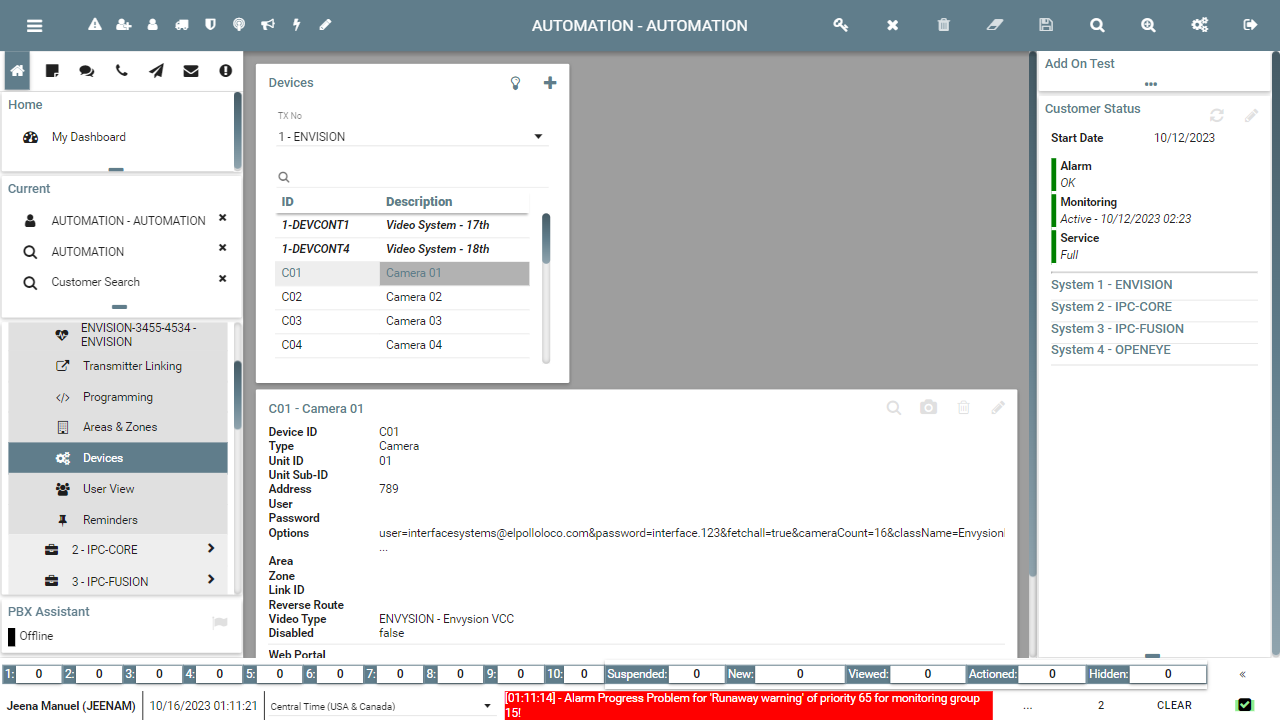 AUTOMATION - AUTOMATION
Home
My Dashboard
Current
AUTOMATION - AUTOMATION
AUTOMATION
Customer Search
ENVISION-3455-4534 -
ENVISION
Transmitter Linking
Programming
Areas & Zones
Devices
User View
Reminders
2 - IPC-CORE
3 - IPC-FUSION
PBX Assistant
Offline
Devices
TX No
1 - ENVISION
ID Description
1-DEVCONT1 Video System - 17th
1-DEVCONT4 Video System - 18th
C01 Camera 01
C02 Camera 02
C03 Camera 03
C04 Camera 04
C01 - Camera 01
Device ID C01
Type Camera
Unit ID 01
Unit Sub-ID
Address 789
User
Password
Options user=interfacesystems@elpolloloco.com&password=interface.123&fetchall=true&cameraCount=16&className=Envysion
...
Area
Zone
Link ID
Reverse Route
Video Type ENVYSION - Envysion VCC
Disabled false
Web Portal
Add On Test
Customer Status
Start Date 10/12/2023
Alarm
OK
Monitoring
Active - 10/12/2023 02:23
Service
Full
System 1 - ENVISION
System 2 - IPC-CORE
System 3 - IPC-FUSION
System 4 - OPENEYE
1: 0 2: 0 3: 0 4: 0 5: 0 6: 0 7: 0 8: 0 9: 0 10: 0 Suspended: 0 New: 0 Viewed: 0 Actioned: 0 Hidden: 0 «
Jeena Manuel (JEENAM) 10/16/2023 01:11:21 Central Time (USA & Canada) [01:11:14] - Alarm Progress Problem for 'Runaway warning' of priority 65 for monitoring group
15! ... 2 CLEAR